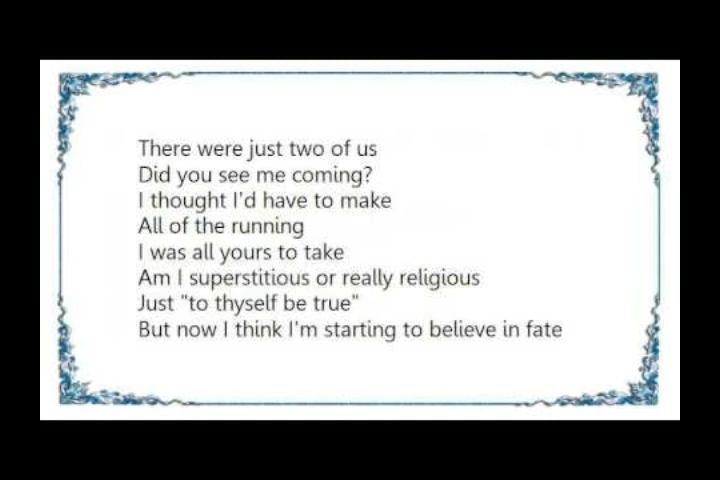 There were just two of us
Did you see me coming?
I thought I'd have to make
All of the running
I was all yours to take
Am I superstitious or really religious
Just "to thyself be true"
But now I think I'm starting to believe in fate